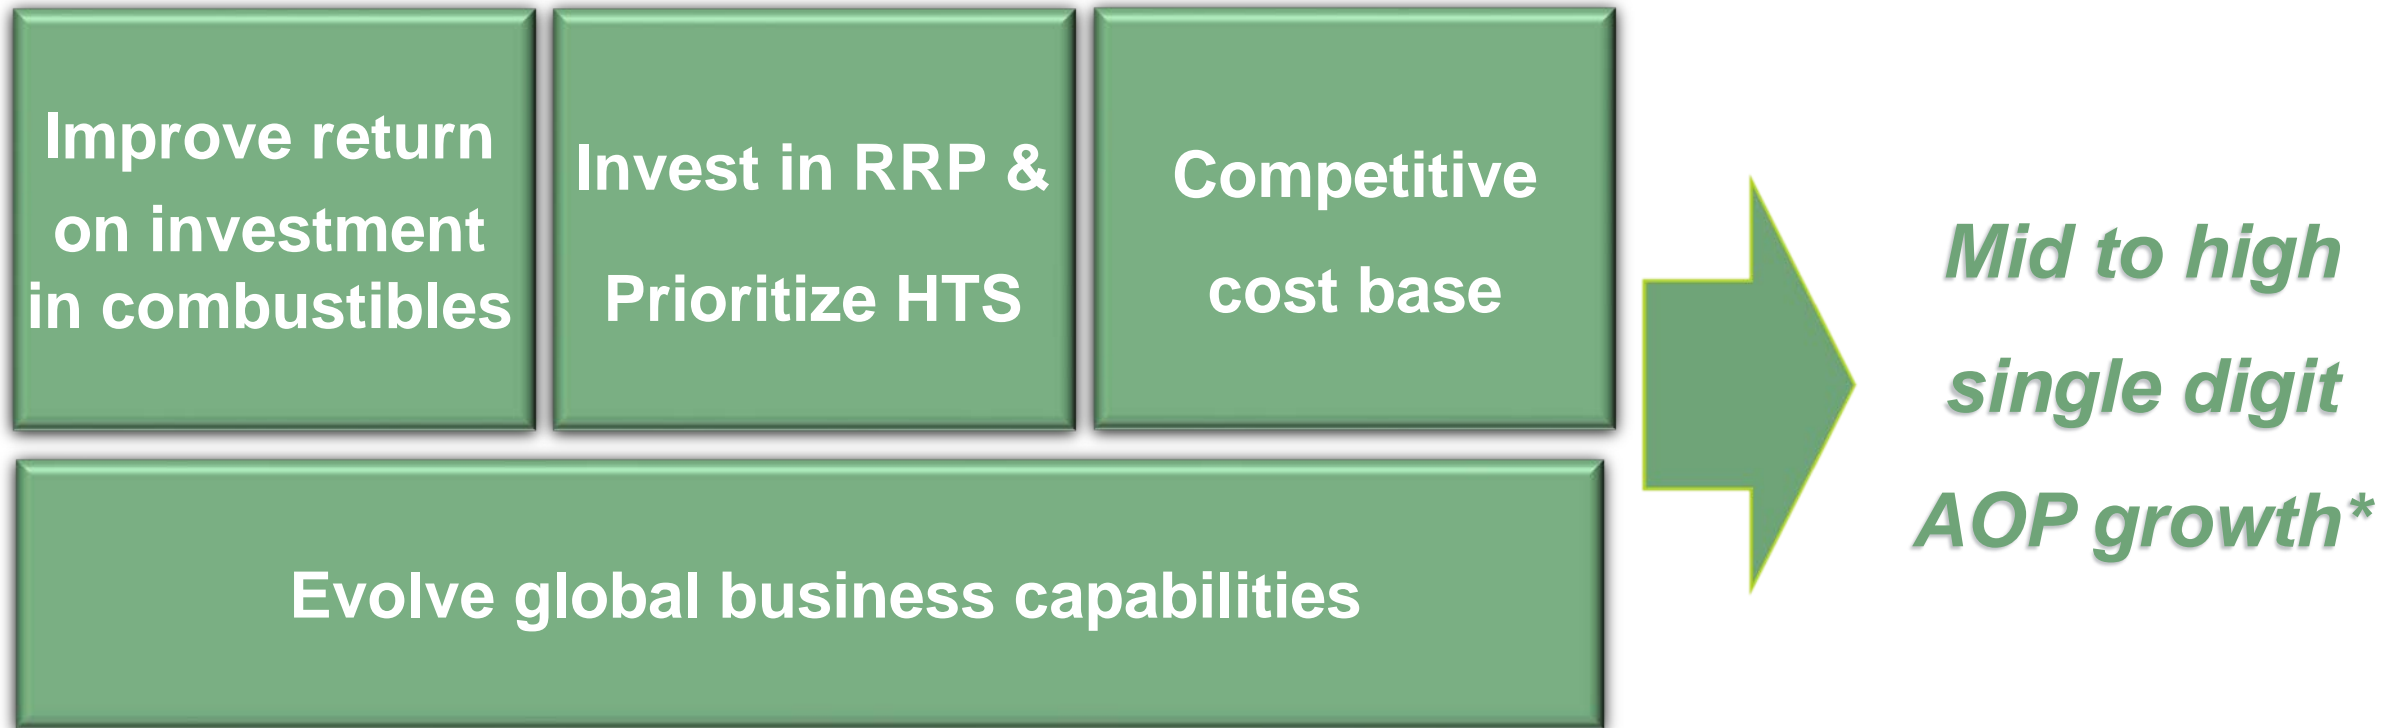 Improve return
on investment
in combustibles
Invest in RRP &
Prioritize HTS
Competitive
cost base
Evolve global business capabilities
Mid to high
single digit
AOP growth*